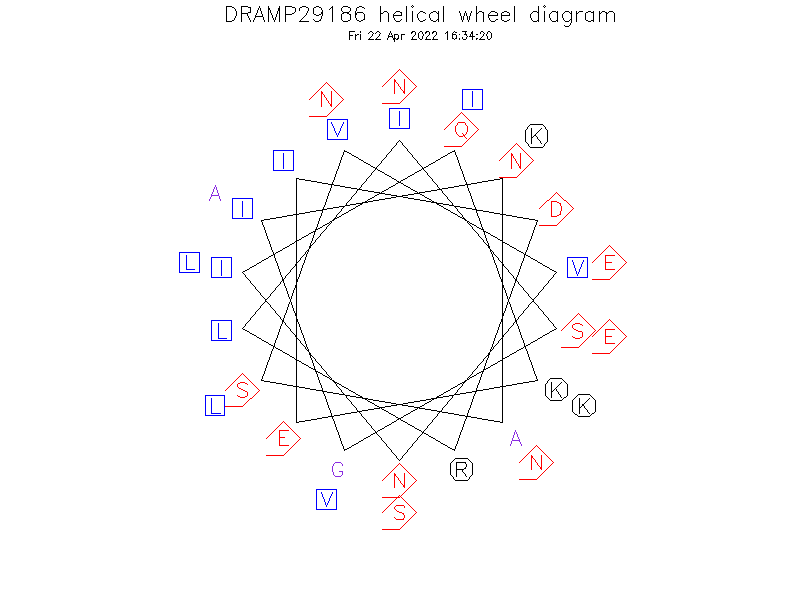 DRAMP29186 helical wheel diagram
Fri 22 Apr 2022 16:34:20
N
N
I
I
V
Q
K
I
N
A
I
D
L
I
V
E
L
S
E
L
S
K
K
E
A
G
R
N
N
V
S